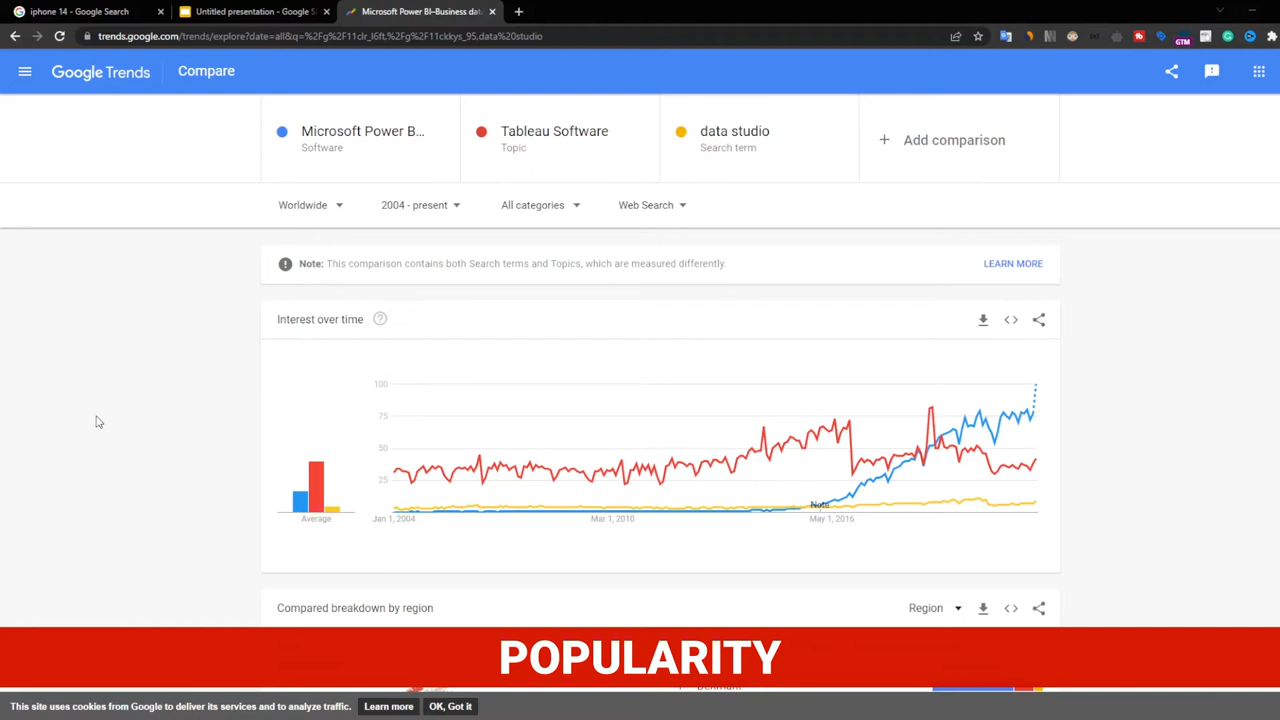 iphone 14 - Google Search
Untitled presentation - Google S
Microsoft Power BI–Business da
trends.google.com/trends/explore?date=all&q=%2Fg%2F11clr_l6ft,%2Fg%2F11ckkys_95,data%20studio
GTM
Google Trends
Compare
Microsoft Power B...
Software
Tableau Software
Topic
data studio
Search term
+ Add comparison
Worldwide
2004 - present
All categories
Web Search
Note: This comparison contains both Search terms and Topics, which are measured differently.
LEARN MORE
Interest over time
100
75
50
25
Note
Average
Jan 1, 2004
Mar 1, 2010
May 1, 2016
Compared breakdown by region
Region
POPULARITY
This site uses cookies from Google to deliver its services and to analyze traffic.
Learn more
OK, Got it